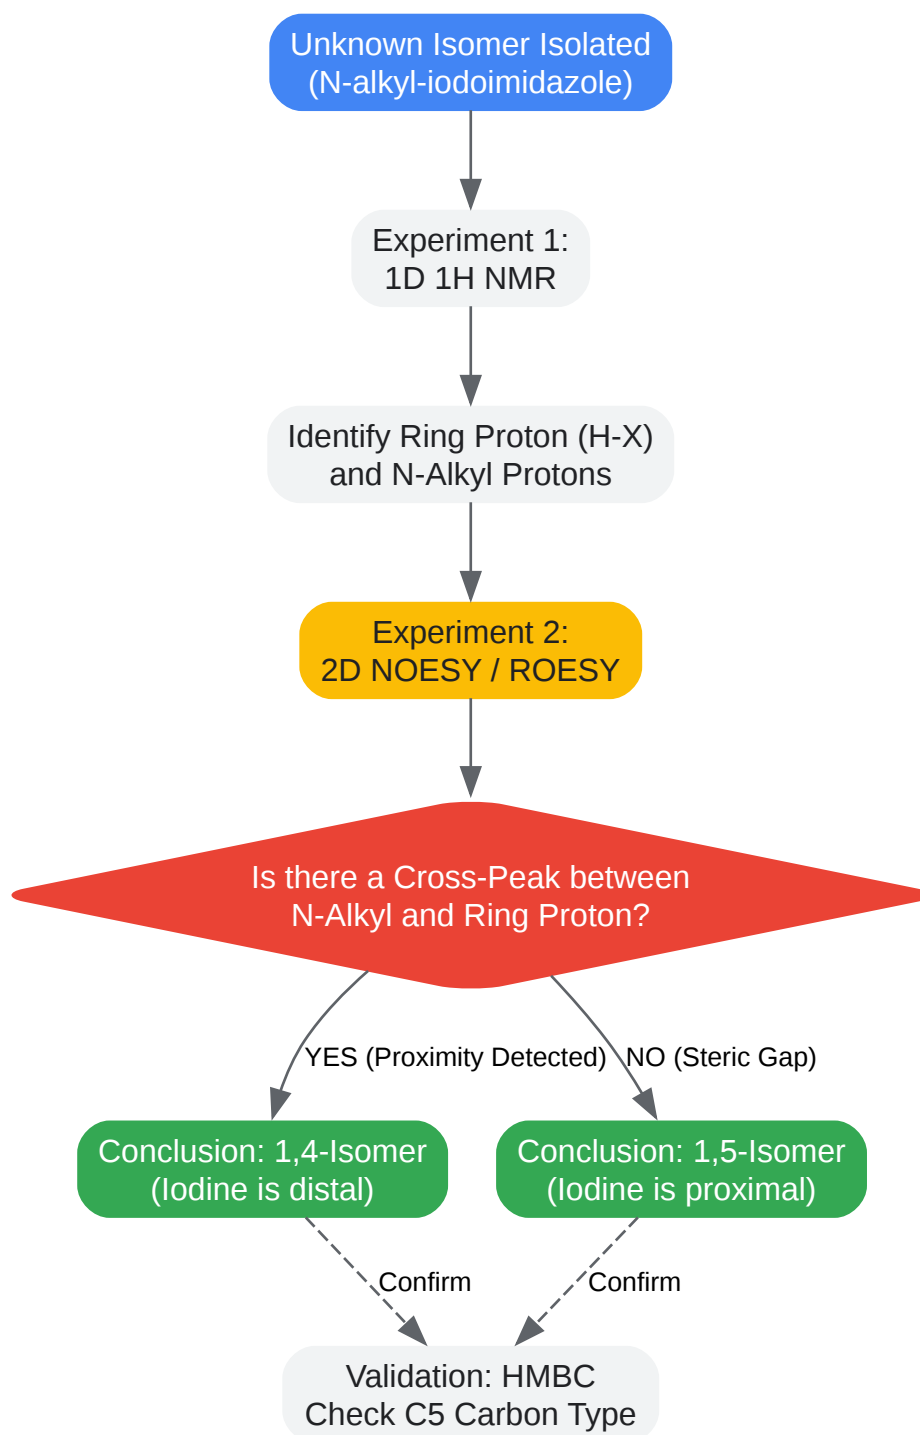 Unknown Isomer Isolated
(N-alkyl-iodoimidazole)
Experiment 1:
1D 1H NMR
Identify Ring Proton (H-X)
and N-Alkyl Protons
Experiment 2:
2D NOESY / ROESY
Is there a Cross-Peak between
N-Alkyl and Ring Proton?
YES (Proximity Detected)
NO (Steric Gap)
Conclusion: 1,4-Isomer
(Iodine is distal)
Conclusion: 1,5-Isomer
(Iodine is proximal)
Confirm
Confirm
Validation: HMBC
Check C5 Carbon Type